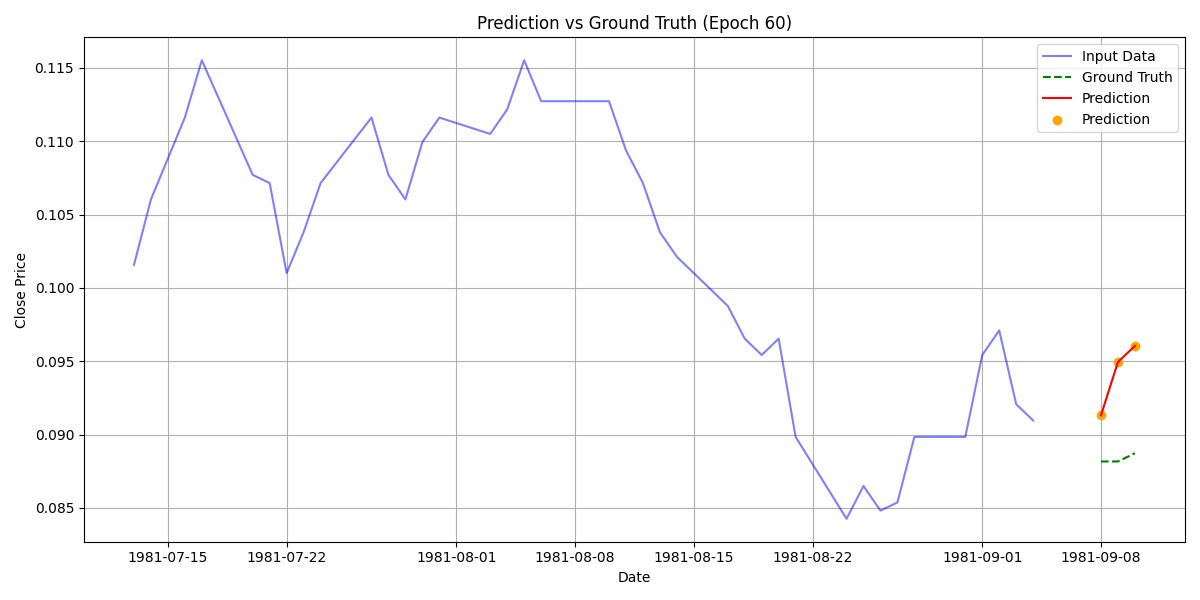 Prediction vs Ground Truth (Epoch 60)
Input Data
Ground Truth
Prediction
Prediction
Close Price
0.115
0.110
0.105
0.100
0.095
0.090
0.085
1981-07-15
1981-07-22
1981-08-01
1981-08-08
1981-08-15
1981-08-22
1981-09-01
1981-09-08
Date